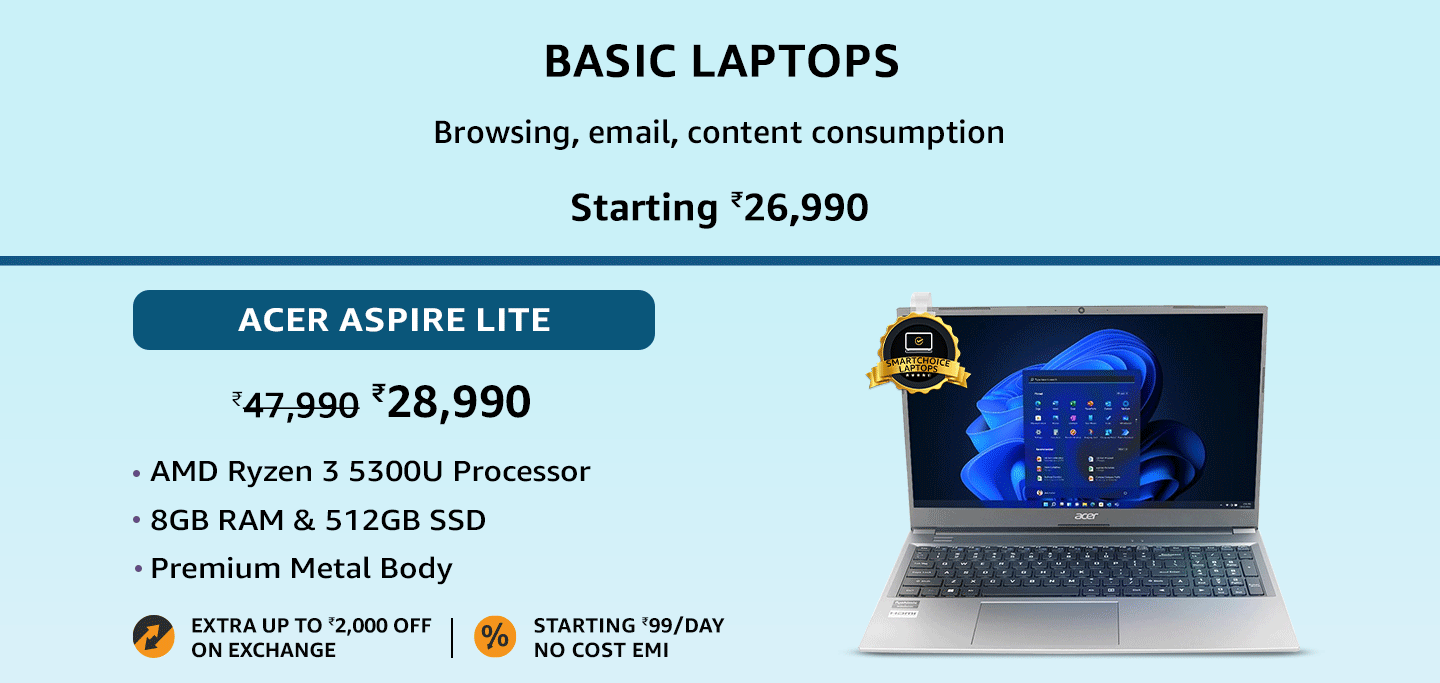 BASIC LAPTOPS
Browsing, email, content consumption
Starting ₹26,990
ACER ASPIRE LITE
₹47,990 ₹28,990
• AMD Ryzen 3 5300U Processor
• 8GB RAM & 512GB SSD
• Premium Metal Body
EXTRA UP TO ₹2,000 OFF
ON EXCHANGE
%
STARTING ₹99/DAY
NO COST EMI
SMARTCHOICE
LAPTOPS
acer
HDMI